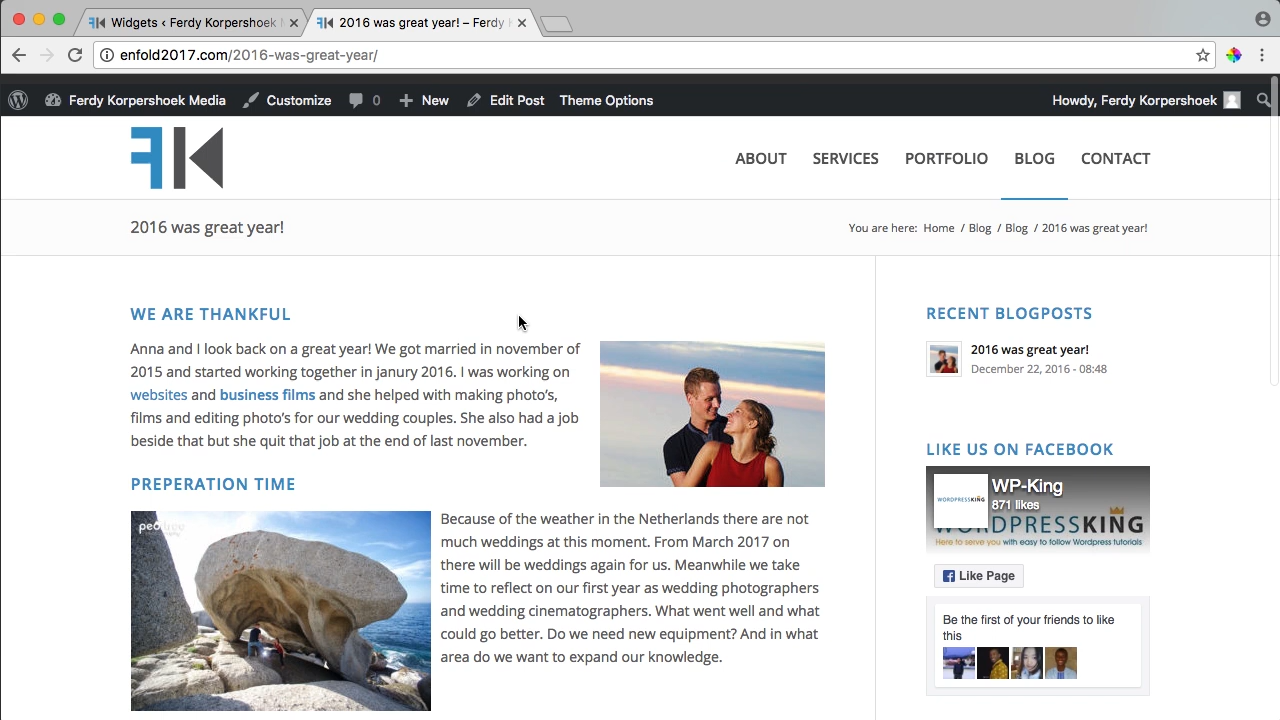 Widgets ‹ Ferdy Korpershoek
2016 was great year! – Ferdy
enfold2017.com/2016-was-great-year/
Ferdy Korpershoek Media Customize 0 New Edit Post Theme Options Howdy, Ferdy Korpershoek
FK
ABOUT SERVICES PORTFOLIO BLOG CONTACT
2016 was great year!
You are here: Home / Blog / Blog / 2016 was great year!
WE ARE THANKFUL
Anna and I look back on a great year! We got married in november of
2015 and started working together in janury 2016. I was working on
websites and business films and she helped with making photo’s,
films and editing photo’s for our wedding couples. She also had a job
beside that but she quit that job at the end of last november.
PREPERATION TIME
Because of the weather in the Netherlands there are not
much weddings at this moment. From March 2017 on
there will be weddings again for us. Meanwhile we take
time to reflect on our first year as wedding photographers
and wedding cinematographers. What went well and what
could go better. Do we need new equipment? And in what
area do we want to expand our knowledge.
RECENT BLOGPOSTS
2016 was great year!
December 22, 2016 - 08:48
LIKE US ON FACEBOOK
WP-King
871 likes
WORDPRESSKING
Here to serve you with easy to follow Wordpress tutorials
Like Page
Be the first of your friends to like
this